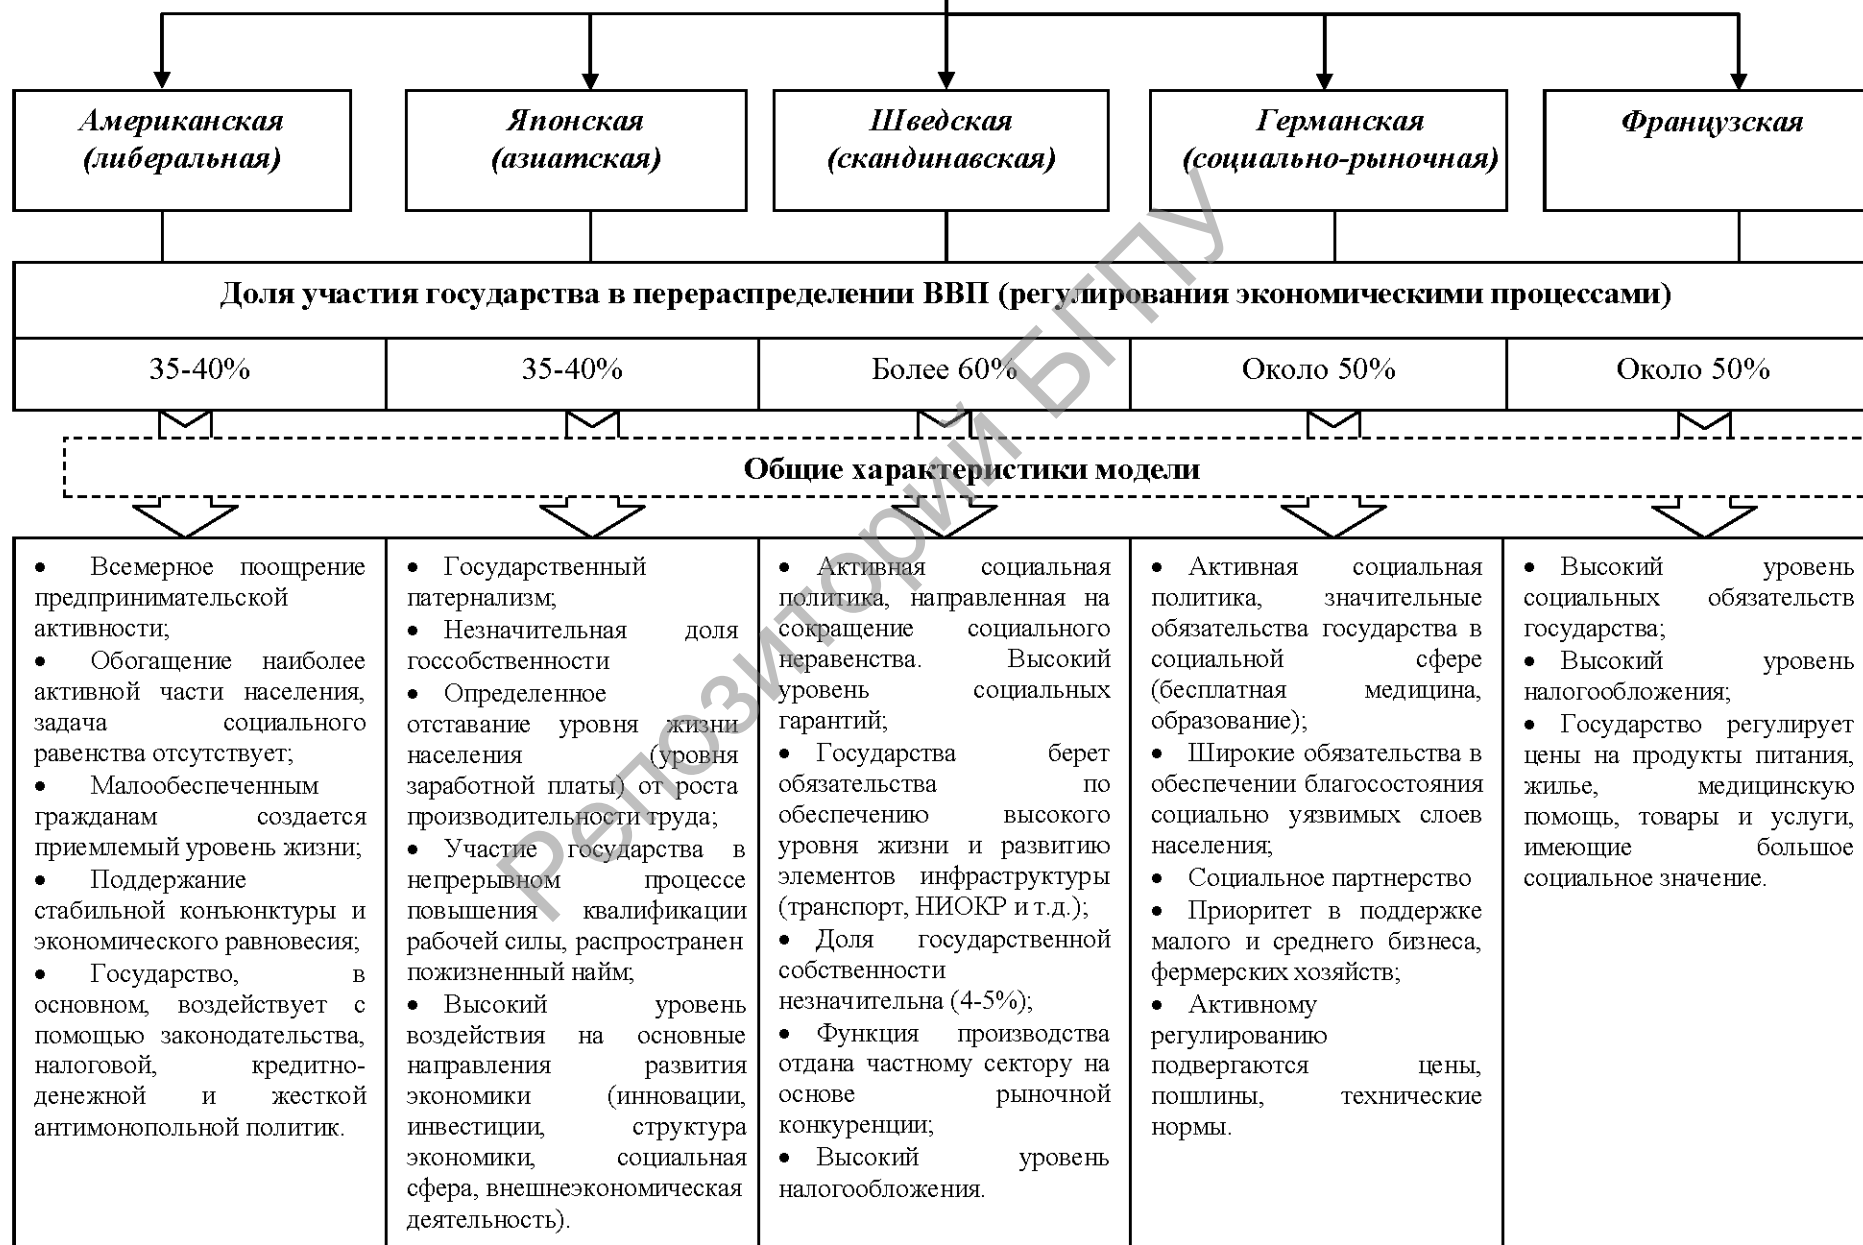 Американская
(либеральная)
Японская
(азиатская)
Шведская
(скандинавская)
Германская
(социально-рыночная)
Французская
Доля участия государства в перераспределении ВВП (регулирования экономическими процессами)
35-40%
35-40%
Более 60%
Около 50%
Около 50%
Общие характеристики модели
• Всемерное поощрение
предпринимательской
активности;
• Обогащение наиболее
активной части населения,
задача социального
равенства отсутствует;
• Малообеспеченным
гражданам создается
приемлемый уровень жизни;
• Поддержание
стабильной конъюнктуры и
экономического равновесия;
• Государство, в
основном, воздействует с
помощью законодательства,
налоговой, кредитно-
денежной и жесткой
антимонопольной политик.
• Государственный
патернализм;
• Незначительная доля
госсобственности
• Определенное
отставание уровня жизни
населения (уровня
заработной платы) от роста
производительности труда;
• Участие государства в
непрерывном процессе
повышения квалификации
рабочей силы, распространен
пожизненный найм;
• Высокий уровень
воздействия на основные
направления развития
экономики (инновации,
инвестиции, структура
экономики, социальная
сфера, внешнеэкономическая
деятельность).
• Активная социальная
политика, направленная на
сокращение социального
неравенства. Высокий
уровень социальных
гарантий;
• Государства берет
обязательства по
обеспечению высокого
уровня жизни и развитию
элементов инфраструктуры
(транспорт, НИОКР и т.д.);
• Доля государственной
собственности
незначительна (4-5%);
• Функция производства
отдана частному сектору на
основе рыночной
конкуренции;
• Высокий уровень
налогообложения.
• Активная социальная
политика, значительные
обязательства государства в
социальной сфере
(бесплатная медицина,
образование);
• Широкие обязательства в
обеспечении благосостояния
социально уязвимых слоев
населения;
• Социальное партнерство
• Приоритет в поддержке
малого и среднего бизнеса,
фермерских хозяйств;
• Активному
регулированию
подвергаются цены,
пошлины, технические
нормы.
• Высокий уровень
социальных обязательств
государства;
• Высокий уровень
налогообложения;
• Государство регулирует
цены на продукты питания,
жилье, медицинскую
помощь, товары и услуги,
имеющие большое
социальное значение.
Репозиторий БГПУ